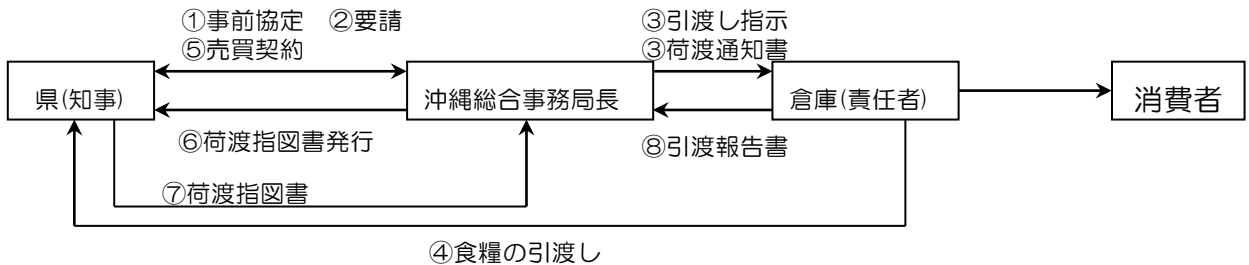 ①事前協定　②要請
⑤売買契約
③引渡し指示
③荷渡通知書
県(知事)
沖縄総合事務局長
倉庫(責任者)
消費者
⑥荷渡指図書発行
⑧引渡報告書
⑦荷渡指図書
④食糧の引渡し